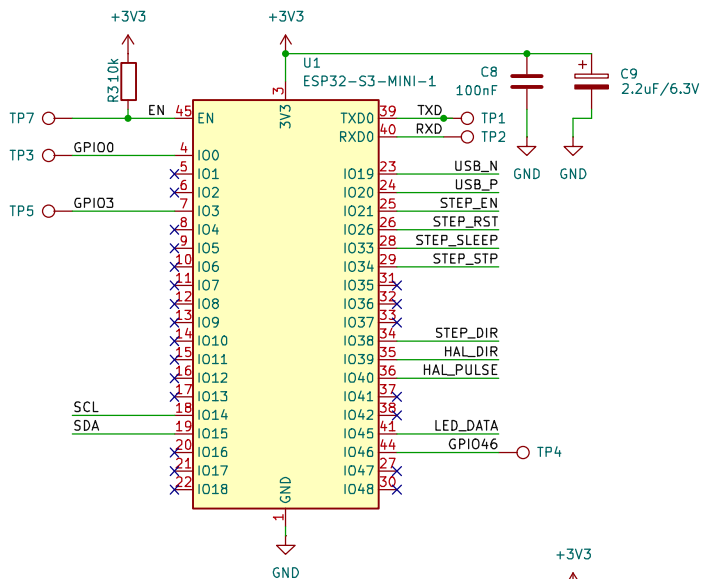 +3V3
+3V3
U1
ESP32-S3-MINI-1
R3
10k
C8
100nF
C9
2.2uF/6.3V
+
3
3V3
TP7
EN
45
EN
TXD0
39
TXD
TP1
RXD0
40
RXD
TP2
GND
GND
TP3
GPIO0
4
IO0
5
IO1
IO19
23
USB_N
6
IO2
IO20
24
USB_P
TP5
GPIO3
7
IO3
IO21
25
STEP_EN
8
IO4
IO26
26
STEP_RST
9
IO5
IO33
28
STEP_SLEEP
10
IO6
IO34
29
STEP_STP
11
IO7
IO35
31
12
IO8
IO36
32
13
IO9
IO37
33
14
IO10
IO38
34
STEP_DIR
15
IO11
IO39
35
HAL_DIR
16
IO12
IO40
36
HAL_PULSE
17
IO13
IO41
37
SCL
18
IO14
IO42
38
SDA
19
IO15
IO45
41
LED_DATA
20
IO16
IO46
44
GPIO46
TP4
21
IO17
IO47
27
22
IO18
IO48
30
GND
1
GND
+3V3